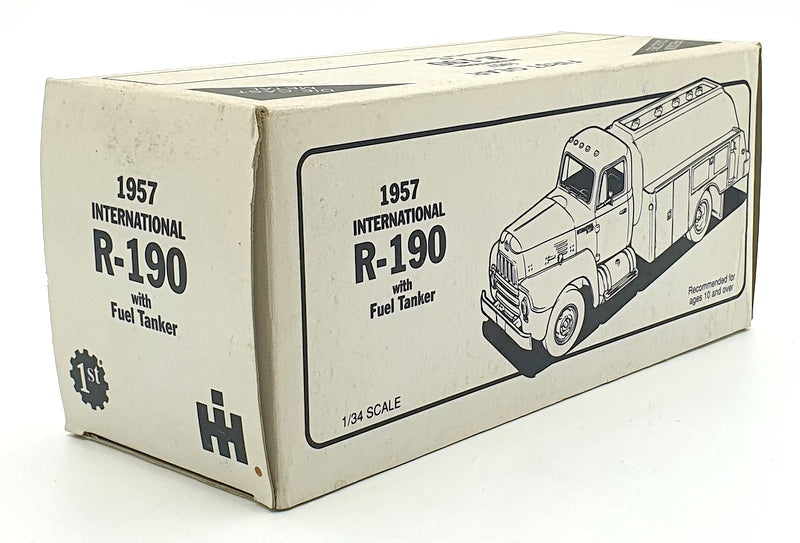 1957
INTERNATIONAL
R-190
with
Fuel Tanker
1st
IH
1957
INTERNATIONAL
R-190
with
Fuel Tanker
Recommended for
ages 10 and over
1/34 SCALE